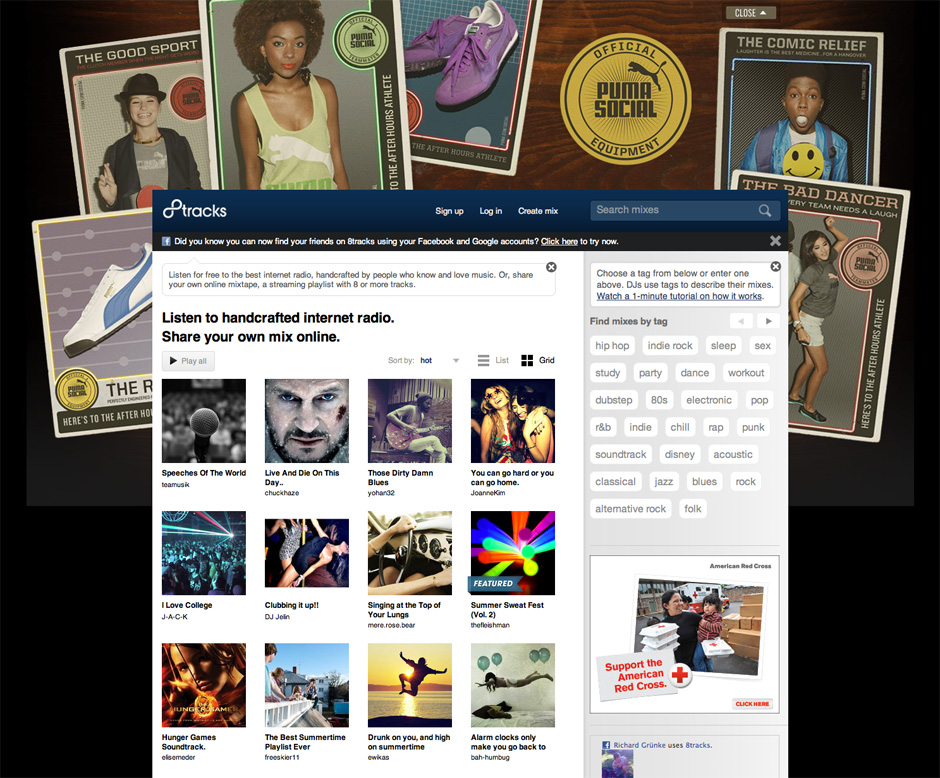 CLOSE
THE GOOD SPORT
OFFICIAL
PUMA
SOCIAL
TEAMMATE
HERE'S TO THE AFTER HOURS ATHLETE
THE AFTER HOURS ATHLETE
OFFICIAL
PUMA
SOCIAL
EQUIPMENT
THE COMIC RELIEF
LAUGHTER IS THE BEST MEDICINE...FOR A HANGOVER.
THE BAD DANCER
EVERY TEAM NEEDS A LAUGH
PUMA
SOCIAL
HERE'S TO THE AFTER HOURS
PUMA
SOCIAL
THE R
PERFECTLY ENGINEERED
HERE'S TO THE AFTER HOU
8tracks
Sign up
Log in
Create mix
Search mixes
Did you know you can now find your friends on 8tracks using your Facebook and Google accounts? Click here to try now.
Listen for free to the best internet radio, handcrafted by people who know and love music. Or, share
your own online mixtape, a streaming playlist with 8 or more tracks.
Listen to handcrafted internet radio.
Share your own mix online.
Play all
Sort by: hot
List
Grid
Speeches Of The World
teamusik
Live And Die On This
Day..
chuckhaze
Those Dirty Damn
Blues
yohan32
You can go hard or you
can go home.
JoanneKim
I Love College
J-A-C-K
Clubbing it up!!
DJ Jelin
Singing at the Top of
Your Lungs
mere.rose.bear
FEATURED
Summer Sweat Fest
(Vol. 2)
thefleishman
HUNGER GAMES
Hunger Games
Soundtrack.
elisemeder
The Best Summertime
Playlist Ever
freeskier11
Drunk on you, and high
on summertime
ewikas
Alarm clocks only
make you go back to
bah-humbug
Choose a tag from below or enter one
above. DJs use tags to describe their mixes.
Watch a 1-minute tutorial on how it works.
Find mixes by tag
hip hop indie rock sleep sex
study party dance workout
dubstep 80s electronic pop
r&b indie chill rap punk
soundtrack disney acoustic
classical jazz blues rock
alternative rock folk
American Red Cross
Support the
American
Red Cross.
CLICK HERE
Richard Grünke uses 8tracks.